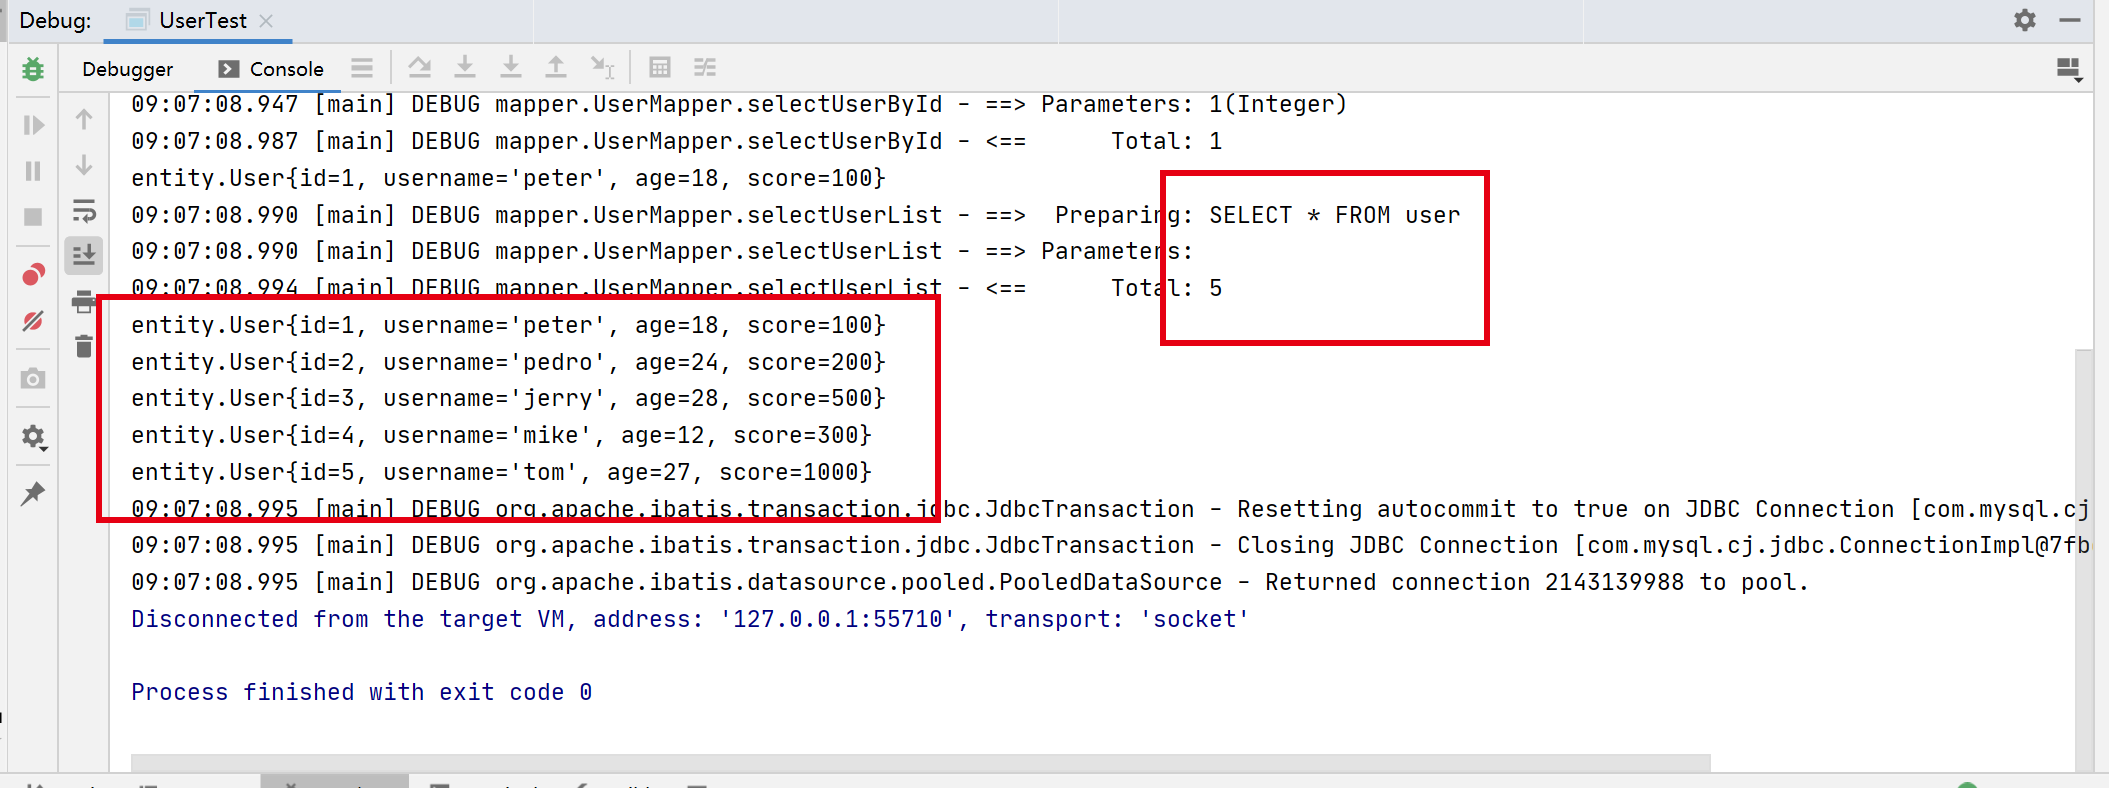 Debug: UserTest
Debugger Console
09:07:08.947 [main] DEBUG mapper.UserMapper.selectUserById - ==> Parameters: 1(Integer)
09:07:08.987 [main] DEBUG mapper.UserMapper.selectUserById - <==      Total: 1
entity.User{id=1, username='peter', age=18, score=100}
09:07:08.990 [main] DEBUG mapper.UserMapper.selectUserList - ==>  Preparing: SELECT * FROM user
09:07:08.990 [main] DEBUG mapper.UserMapper.selectUserList - ==> Parameters:
09:07:08.994 [main] DEBUG mapper.UserMapper.selectUserList - <==      Total: 5
entity.User{id=1, username='peter', age=18, score=100}
entity.User{id=2, username='pedro', age=24, score=200}
entity.User{id=3, username='jerry', age=28, score=500}
entity.User{id=4, username='mike', age=12, score=300}
entity.User{id=5, username='tom', age=27, score=1000}
09:07:08.995 [main] DEBUG org.apache.ibatis.transaction.jdbc.JdbcTransaction - Resetting autocommit to true on JDBC Connection [com.mysql.cj
09:07:08.995 [main] DEBUG org.apache.ibatis.transaction.jdbc.JdbcTransaction - Closing JDBC Connection [com.mysql.cj.jdbc.ConnectionImpl@7fb
09:07:08.995 [main] DEBUG org.apache.ibatis.datasource.pooled.PooledDataSource - Returned connection 2143139988 to pool.
Disconnected from the target VM, address: '127.0.0.1:55710', transport: 'socket'
Process finished with exit code 0